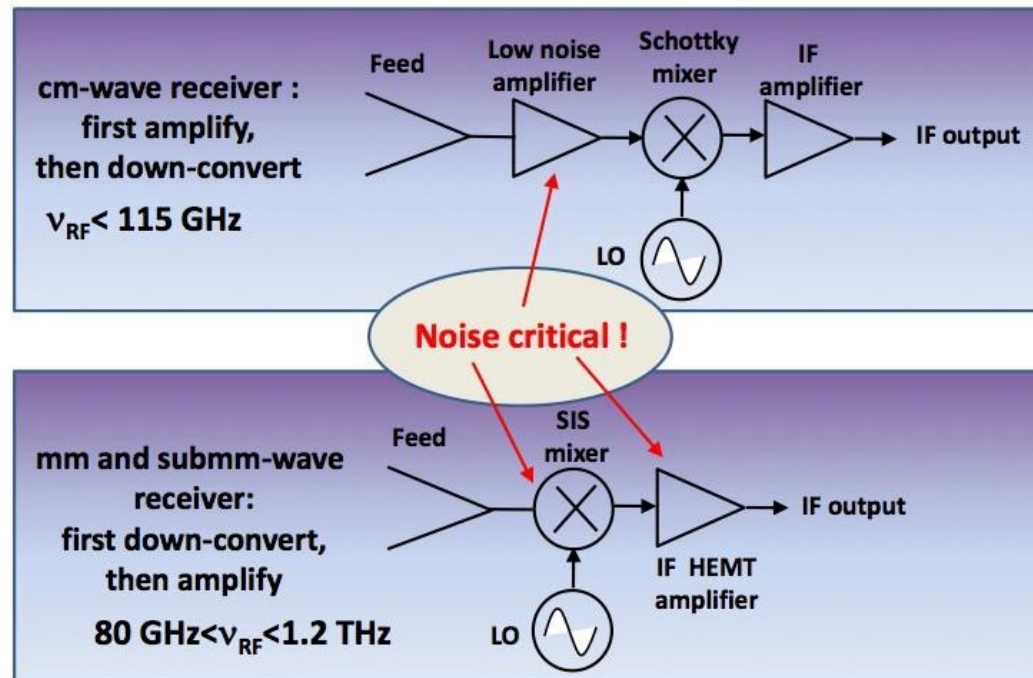 Feed
Low noise
amplifier
Schottky
mixer
IF
amplifier
cm-wave receiver :
first amplify,
then down-convert
νRF< 115 GHz
IF output
LO
Noise critical !
Feed
SIS
mixer
mm and submm-wave
receiver:
first down-convert,
then amplify
80 GHz<νRF<1.2 THz
IF output
IF HEMT
amplifier
LO